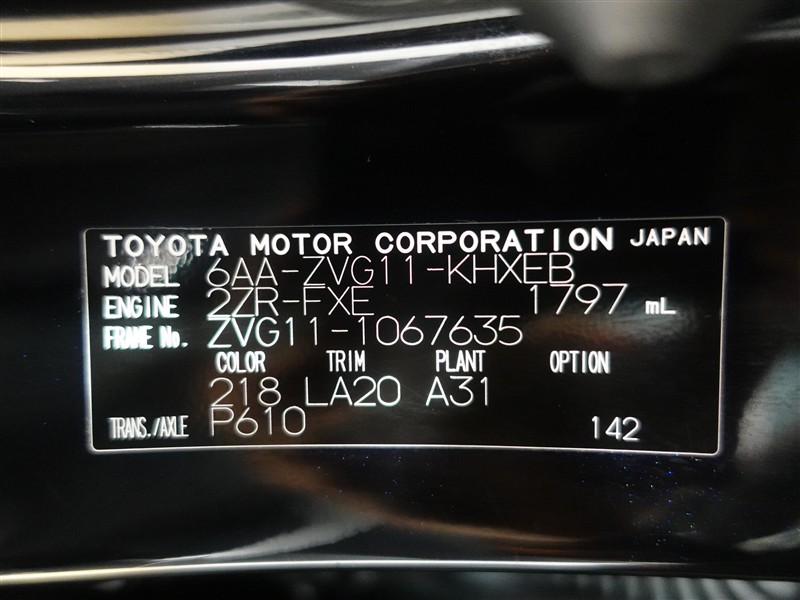 TOYOTA MOTOR CORPORATION JAPAN
MODEL 6AA-ZVG11-KHXEB
ENGINE 2ZR-FXE 1797 mL
FRAME No. ZVG11-1067635
COLOR TRIM PLANT OPTION
218 LA20 A31
TRANS./AXLE P610 142